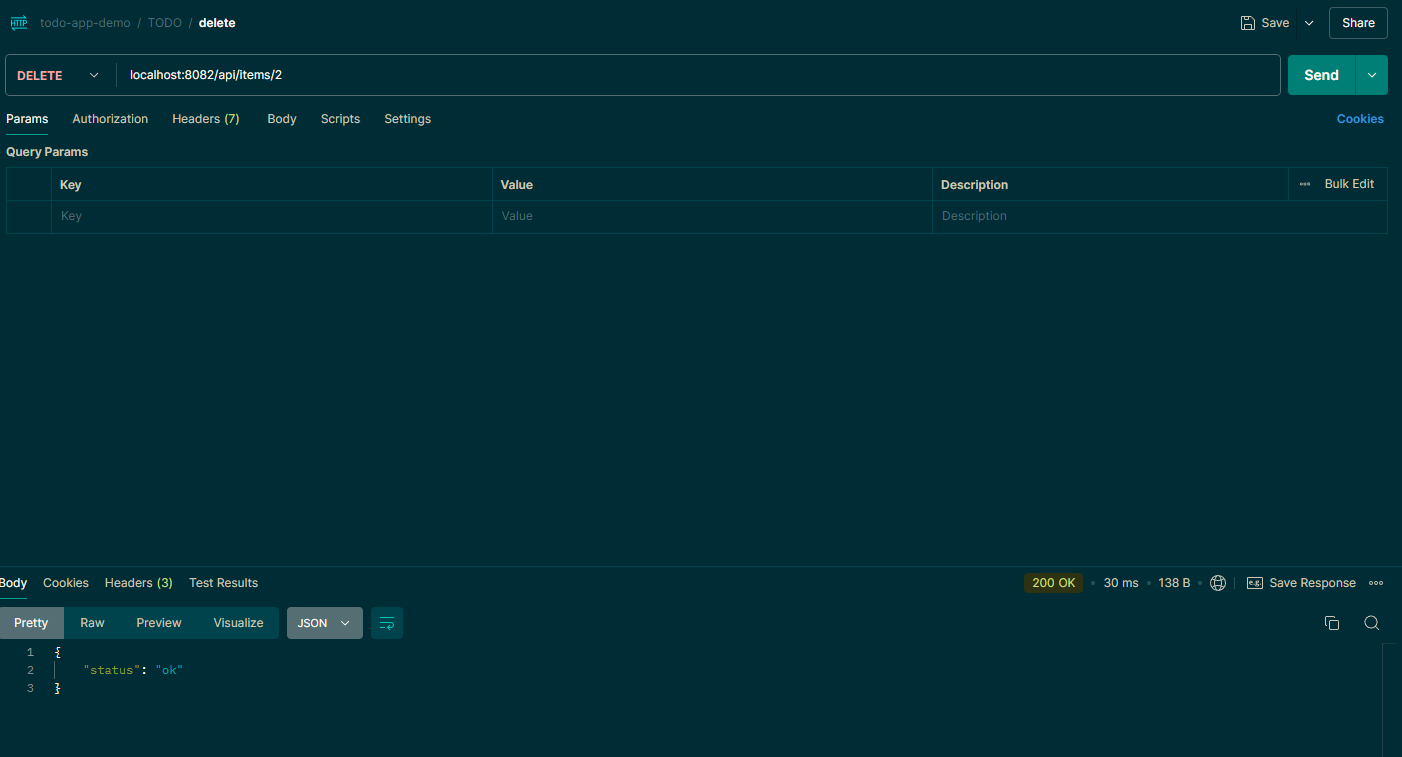 HTTP todo-app-demo / TODO / delete Save Share
DELETE localhost:8082/api/items/2 Send
Params Authorization Headers (7) Body Scripts Settings Cookies
Query Params
Key Value Description Bulk Edit
Key Value Description
Body Cookies Headers (3) Test Results 200 OK 30 ms 138 B e.g. Save Response
Pretty Raw Preview Visualize JSON
1 {
2 "status": "ok"
3 }